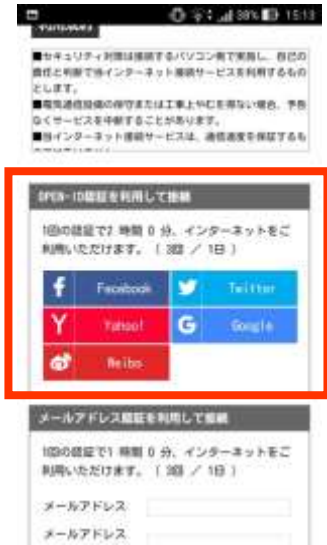 38% 15:13
■セキュリティ対策は接続するパソコン側で実施し、自己の
責任と判断で当インターネット接続サービスを利用するもの
とします。
■電気通信設備の保守または工事上やむを得ない場合、予告
なくサービスを中断することがあります。
■当インターネット接続サービスは、通信速度を保証するも
OPEN-ID認証を利用して接続
1回の認証で2 時間 0 分、インターネットをご
利用いただけます。（ 3回 ／ 1日 ）
Facebook Twitter
Yahoo! Google
Weibo
メールアドレス認証を利用して接続
1回の認証で1 時間 0 分、インターネットをご
利用いただけます。（ 3回 ／ 1日 ）
メールアドレス
メールアドレス